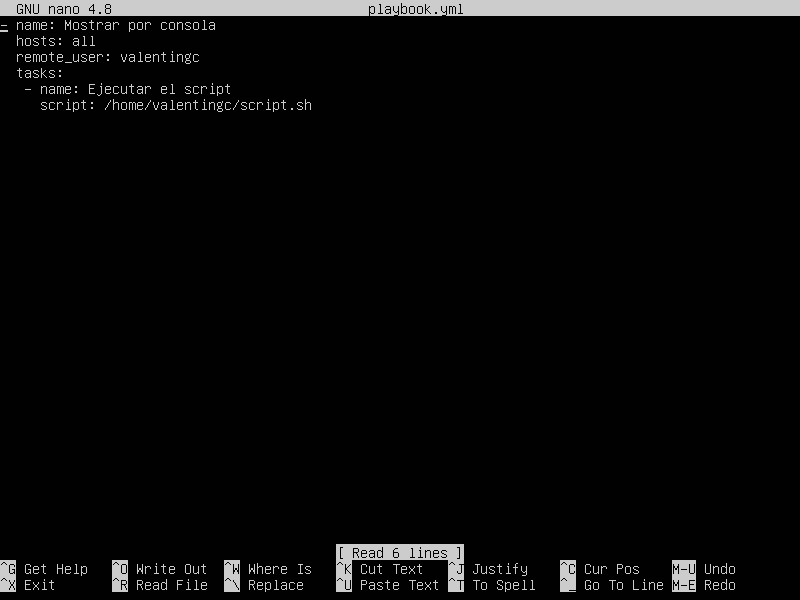 GNU nano 4.8 playbook.yml
- name: Mostrar por consola
  hosts: all
  remote_user: valentingc
  tasks:
   - name: Ejecutar el script
     script: /home/valentingc/script.sh
[ Read 6 lines ]
^G Get Help ^O Write Out ^W Where Is ^K Cut Text ^J Justify ^C Cur Pos M-U Undo
^X Exit ^R Read File ^\ Replace ^U Paste Text ^T To Spell ^_ Go To Line M-E Redo